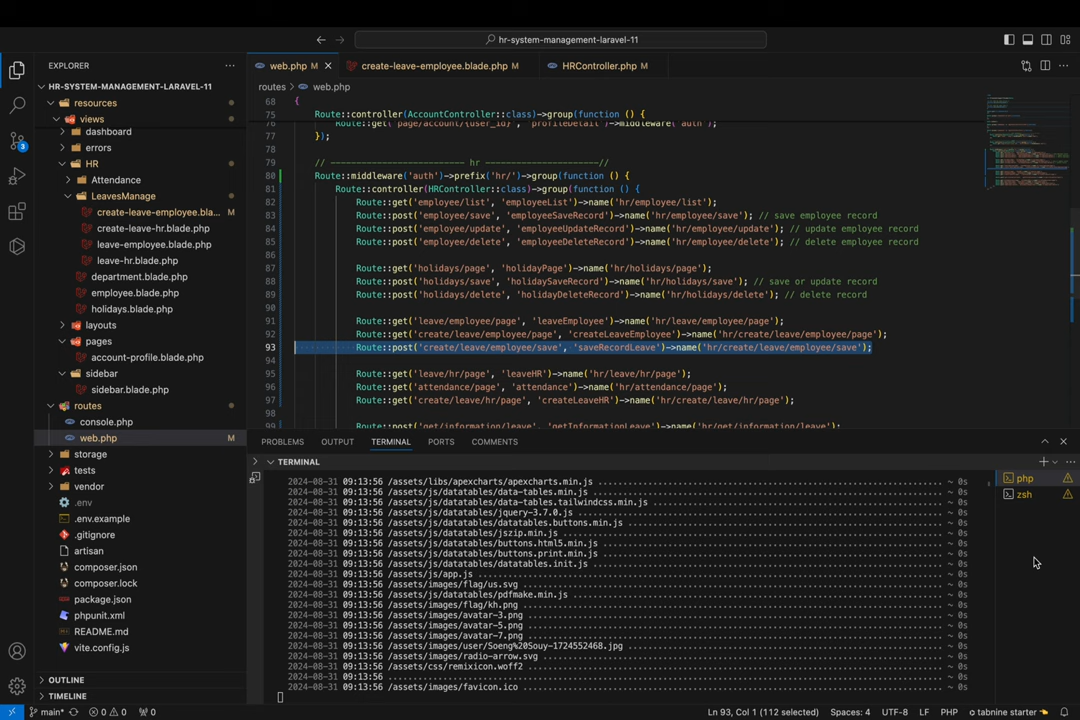 hr-system-management-laravel-11
EXPLORER
HR-SYSTEM-MANAGEMENT-LARAVEL-11
resources
views
dashboard
errors
HR
Attendance
LeavesManage
create-leave-employee.bla... M
create-leave-hr.blade.php
leave-employee.blade.php
leave-hr.blade.php
department.blade.php
employee.blade.php
holidays.blade.php
layouts
pages
account-profile.blade.php
sidebar
sidebar.blade.php
routes
console.php
web.php M
storage
tests
vendor
.env
.env.example
.gitignore
artisan
composer.json
composer.lock
package.json
phpunit.xml
README.md
vite.config.js
OUTLINE
TIMELINE
3
web.php M
create-leave-employee.blade.php M
HRController.php M
routes > web.php
68 {
75 Route::controller(AccountController::class)->group(function () {
76 Route::get('page/account/{user_id}', 'profileDetail')->middleware('auth');
77 });
78
79 // -------------------------- hr ----------------------//
80 Route::middleware('auth')->prefix('hr/')->group(function () {
81 Route::controller(HRController::class)->group(function () {
82 Route::get('employee/list', 'employeeList')->name('hr/employee/list');
83 Route::post('employee/save', 'employeeSaveRecord')->name('hr/employee/save'); // save employee record
84 Route::post('employee/update', 'employeeUpdateRecord')->name('hr/employee/update'); // update employee record
85 Route::post('employee/delete', 'employeeDeleteRecord')->name('hr/employee/delete'); // delete employee record
86
87 Route::get('holidays/page', 'holidayPage')->name('hr/holidays/page');
88 Route::post('holidays/save', 'holidaySaveRecord')->name('hr/holidays/save'); // save or update record
89 Route::post('holidays/delete', 'holidayDeleteRecord')->name('hr/holidays/delete'); // delete record
90
91 Route::get('leave/employee/page', 'leaveEmployee')->name('hr/leave/employee/page');
92 Route::get('create/leave/employee/page', 'createLeaveEmployee')->name('hr/create/leave/employee/page');
93 Route::post('create/leave/employee/save', 'saveRecordLeave')->name('hr/create/leave/employee/save');
94
95 Route::get('leave/hr/page', 'leaveHR')->name('hr/leave/hr/page');
96 Route::get('attendance/page', 'attendance')->name('hr/attendance/page');
97 Route::get('create/leave/hr/page', 'createLeaveHR')->name('hr/create/leave/hr/page');
98
99 Route::post('get/information/leave', 'getInformationLeave')->name('hr/get/information/leave');
PROBLEMS OUTPUT TERMINAL PORTS COMMENTS
TERMINAL
2024-08-31 09:13:56 /assets/libs/apexcharts/apexcharts.min.js ~ 0s
2024-08-31 09:13:56 /assets/js/datatables/data-tables.min.js ~ 0s
2024-08-31 09:13:56 /assets/js/datatables/data-tables.tailwindcss.min.js ~ 0s
2024-08-31 09:13:56 /assets/js/datatables/jquery-3.7.0.js ~ 0s
2024-08-31 09:13:56 /assets/js/datatables/datatables.buttons.min.js ~ 0s
2024-08-31 09:13:56 /assets/js/datatables/jszip.min.js ~ 0s
2024-08-31 09:13:56 /assets/js/datatables/buttons.html5.min.js ~ 0s
2024-08-31 09:13:56 /assets/js/datatables/buttons.print.min.js ~ 0s
2024-08-31 09:13:56 /assets/js/datatables/datatables.init.js ~ 0s
2024-08-31 09:13:56 /assets/js/app.js ~ 0s
2024-08-31 09:13:56 /assets/images/flag/us.svg ~ 0s
2024-08-31 09:13:56 /assets/js/datatables/pdfmake.min.js ~ 0s
2024-08-31 09:13:56 /assets/images/flag/kh.png ~ 0s
2024-08-31 09:13:56 /assets/images/avatar-3.png ~ 0s
2024-08-31 09:13:56 /assets/images/avatar-5.png ~ 0s
2024-08-31 09:13:56 /assets/images/avatar-7.png ~ 0s
2024-08-31 09:13:56 /assets/images/user/Soeng%20Souy-1724552468.jpg ~ 0s
2024-08-31 09:13:56 /assets/images/radio-arrow.svg ~ 0s
2024-08-31 09:13:56 /assets/css/remixicon.woff2 ~ 0s
2024-08-31 09:13:56 ~ 0s
2024-08-31 09:13:56 /assets/images/favicon.ico ~ 0s
php
zsh
main* 0 0 0 Ln 93, Col 1 (112 selected) Spaces: 4 UTF-8 LF PHP tabnine starter